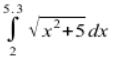 5.3
∫ √x²+5 dx
2